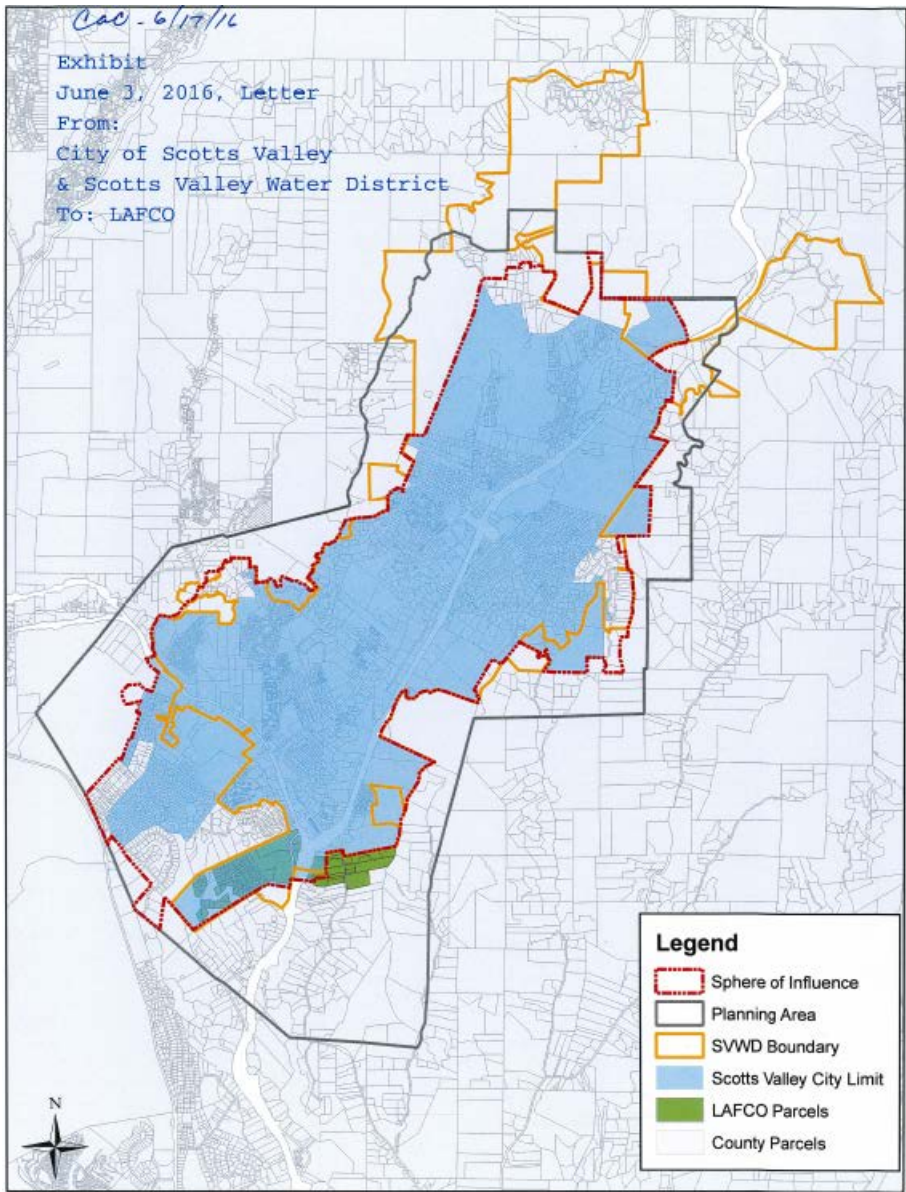 CAC - 6/17/16
Exhibit
June 3, 2016, Letter
From:
City of Scotts Valley
& Scotts Valley Water District
To: LAFCO
Legend
Sphere of Influence
Planning Area
SVWD Boundary
Scotts Valley City Limit
LAFCO Parcels
County Parcels
N